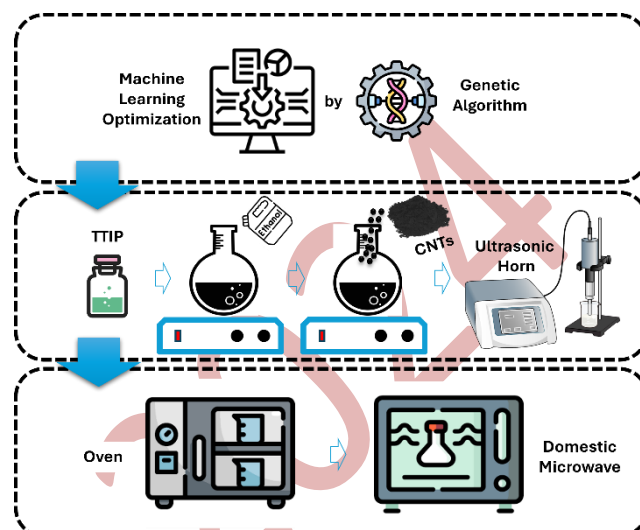 Machine
Learning
Optimization
by
Genetic
Algorithm
TTIP
Ethanol
CNTs
Ultrasonic
Horn
Oven
Domestic
Microwave